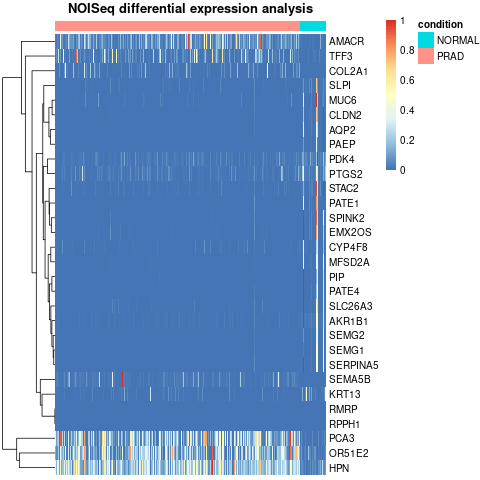 NOISeq differential expression analysis
AMACR
TFF3
COL2A1
SLPI
MUC6
CLDN2
AQP2
PAEP
PDK4
PTGS2
STAC2
PATE1
SPINK2
EMX2OS
CYP4F8
MFSD2A
PIP
PATE4
SLC26A3
AKR1B1
SEMG2
SEMG1
SERPINA5
SEMA5B
KRT13
RMRP
RPPH1
PCA3
OR51E2
HPN
1
0.8
0.6
0.4
0.2
0
condition
NORMAL
PRAD